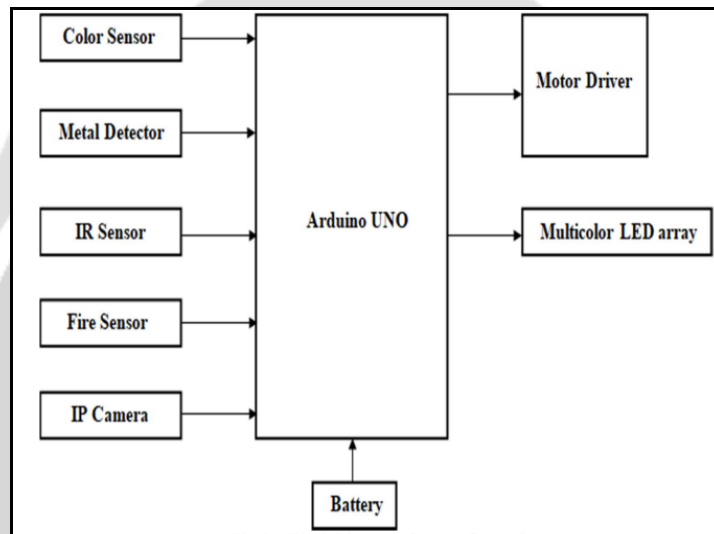 Color Sensor
Metal Detector
IR Sensor
Fire Sensor
IP Camera
Arduino UNO
Battery
Motor Driver
Multicolor LED array